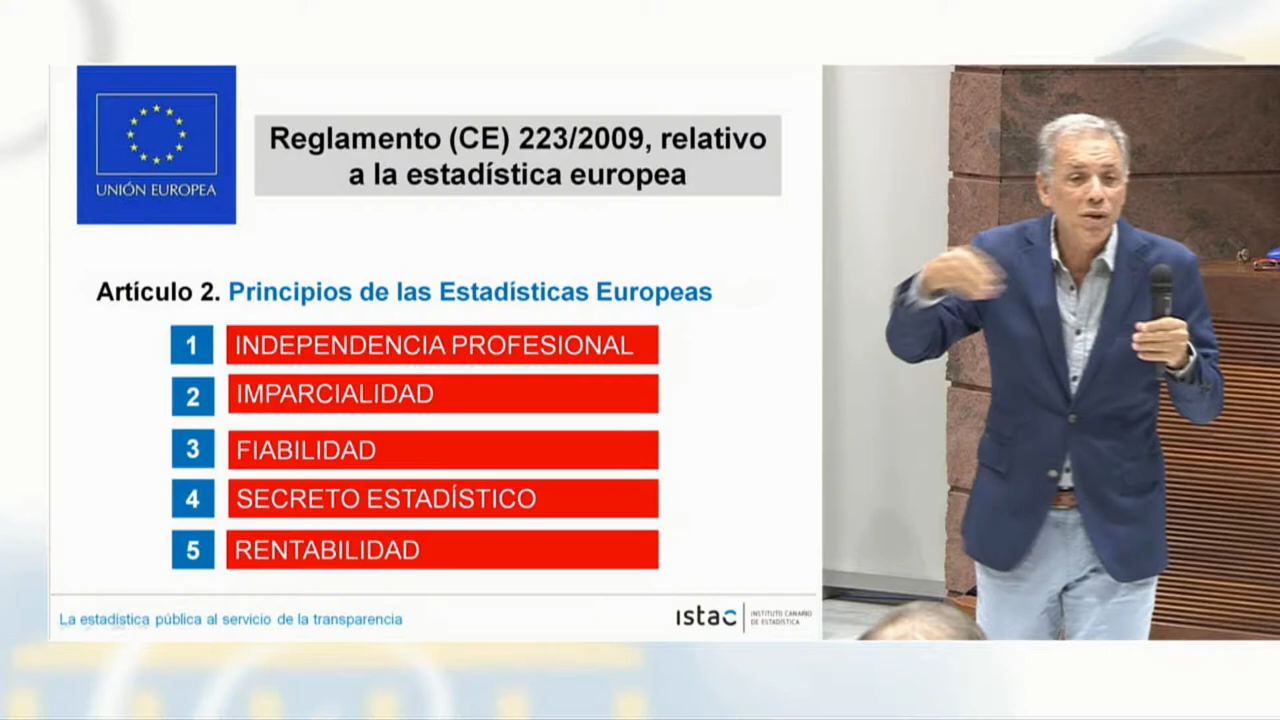 UNIÓN EUROPEA
Reglamento (CE) 223/2009, relativo
a la estadística europea
Artículo 2. Principios de las Estadísticas Europeas
1 INDEPENDENCIA PROFESIONAL
2 IMPARCIALIDAD
3 FIABILIDAD
4 SECRETO ESTADÍSTICO
5 RENTABILIDAD
La estadística pública al servicio de la transparencia
istac
INSTITUTO CANARIO
DE ESTADÍSTICA